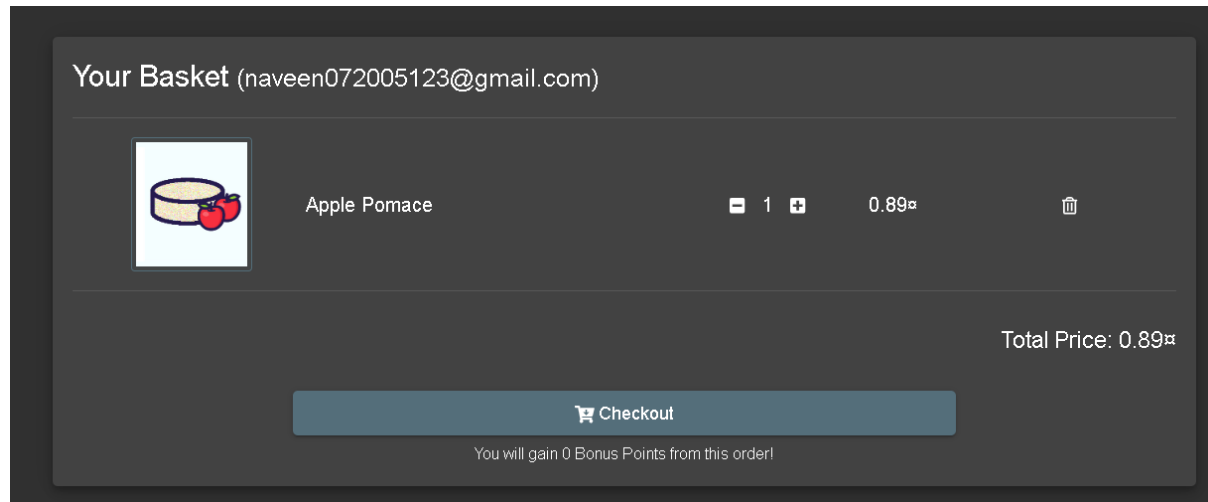 Your Basket (naveen072005123@gmail.com)
Apple Pomace 1 0.89¤
Total Price: 0.89¤
Checkout
You will gain 0 Bonus Points from this order!